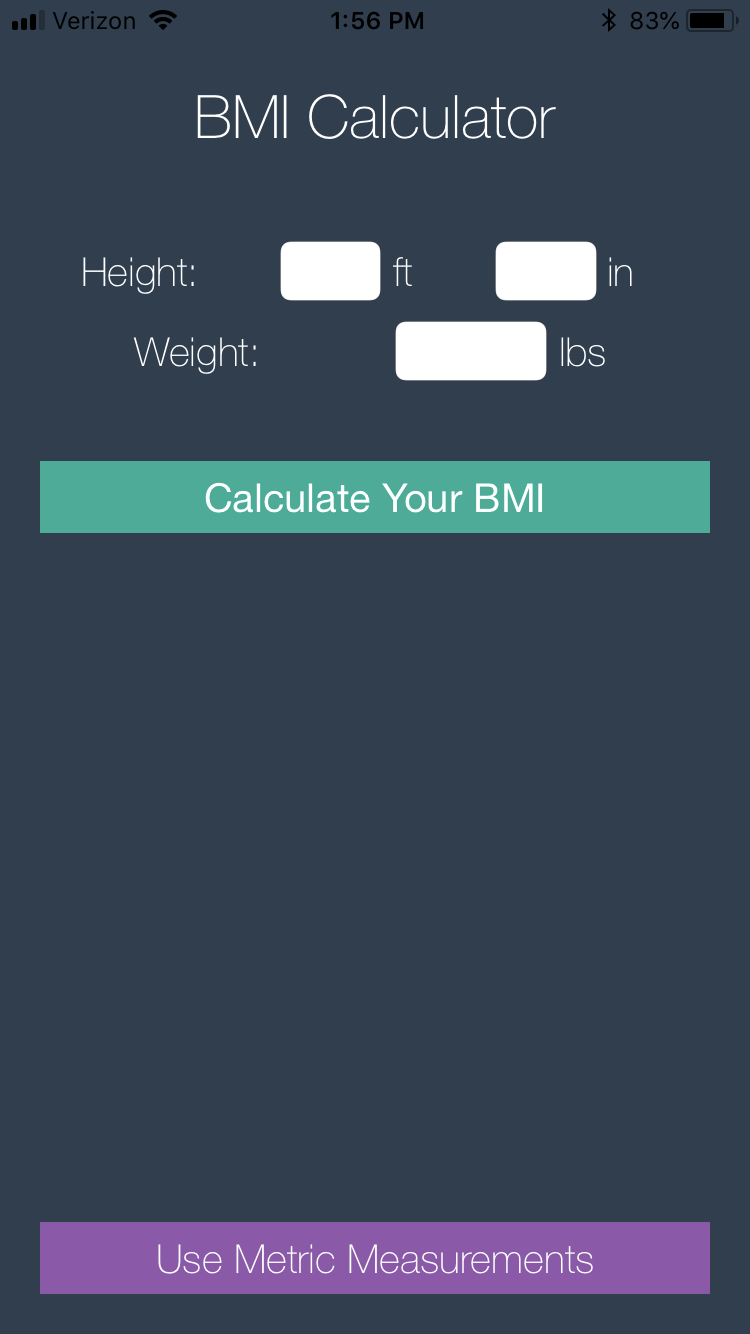 Verizon 1:56 PM 83%
BMI Calculator
Height: ft in
Weight: lbs
Calculate Your BMI
Use Metric Measurements